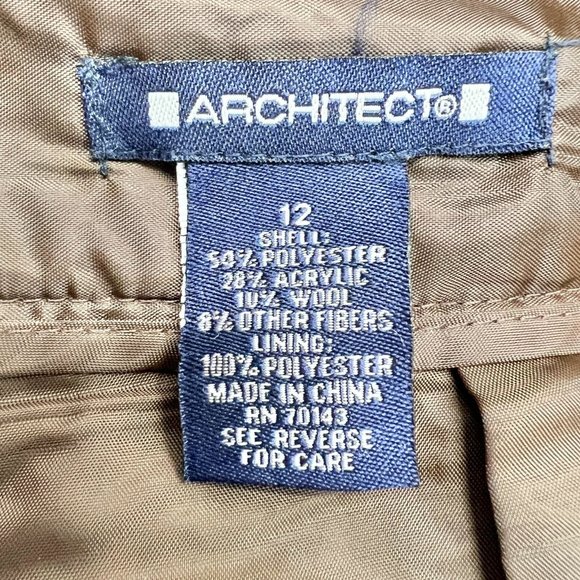 ARCHITECT®
12
SHELL:
54% POLYESTER
28% ACRYLIC
10% WOOL
8% OTHER FIBERS
LINING:
100% POLYESTER
MADE IN CHINA
RN 70143
SEE REVERSE
FOR CARE